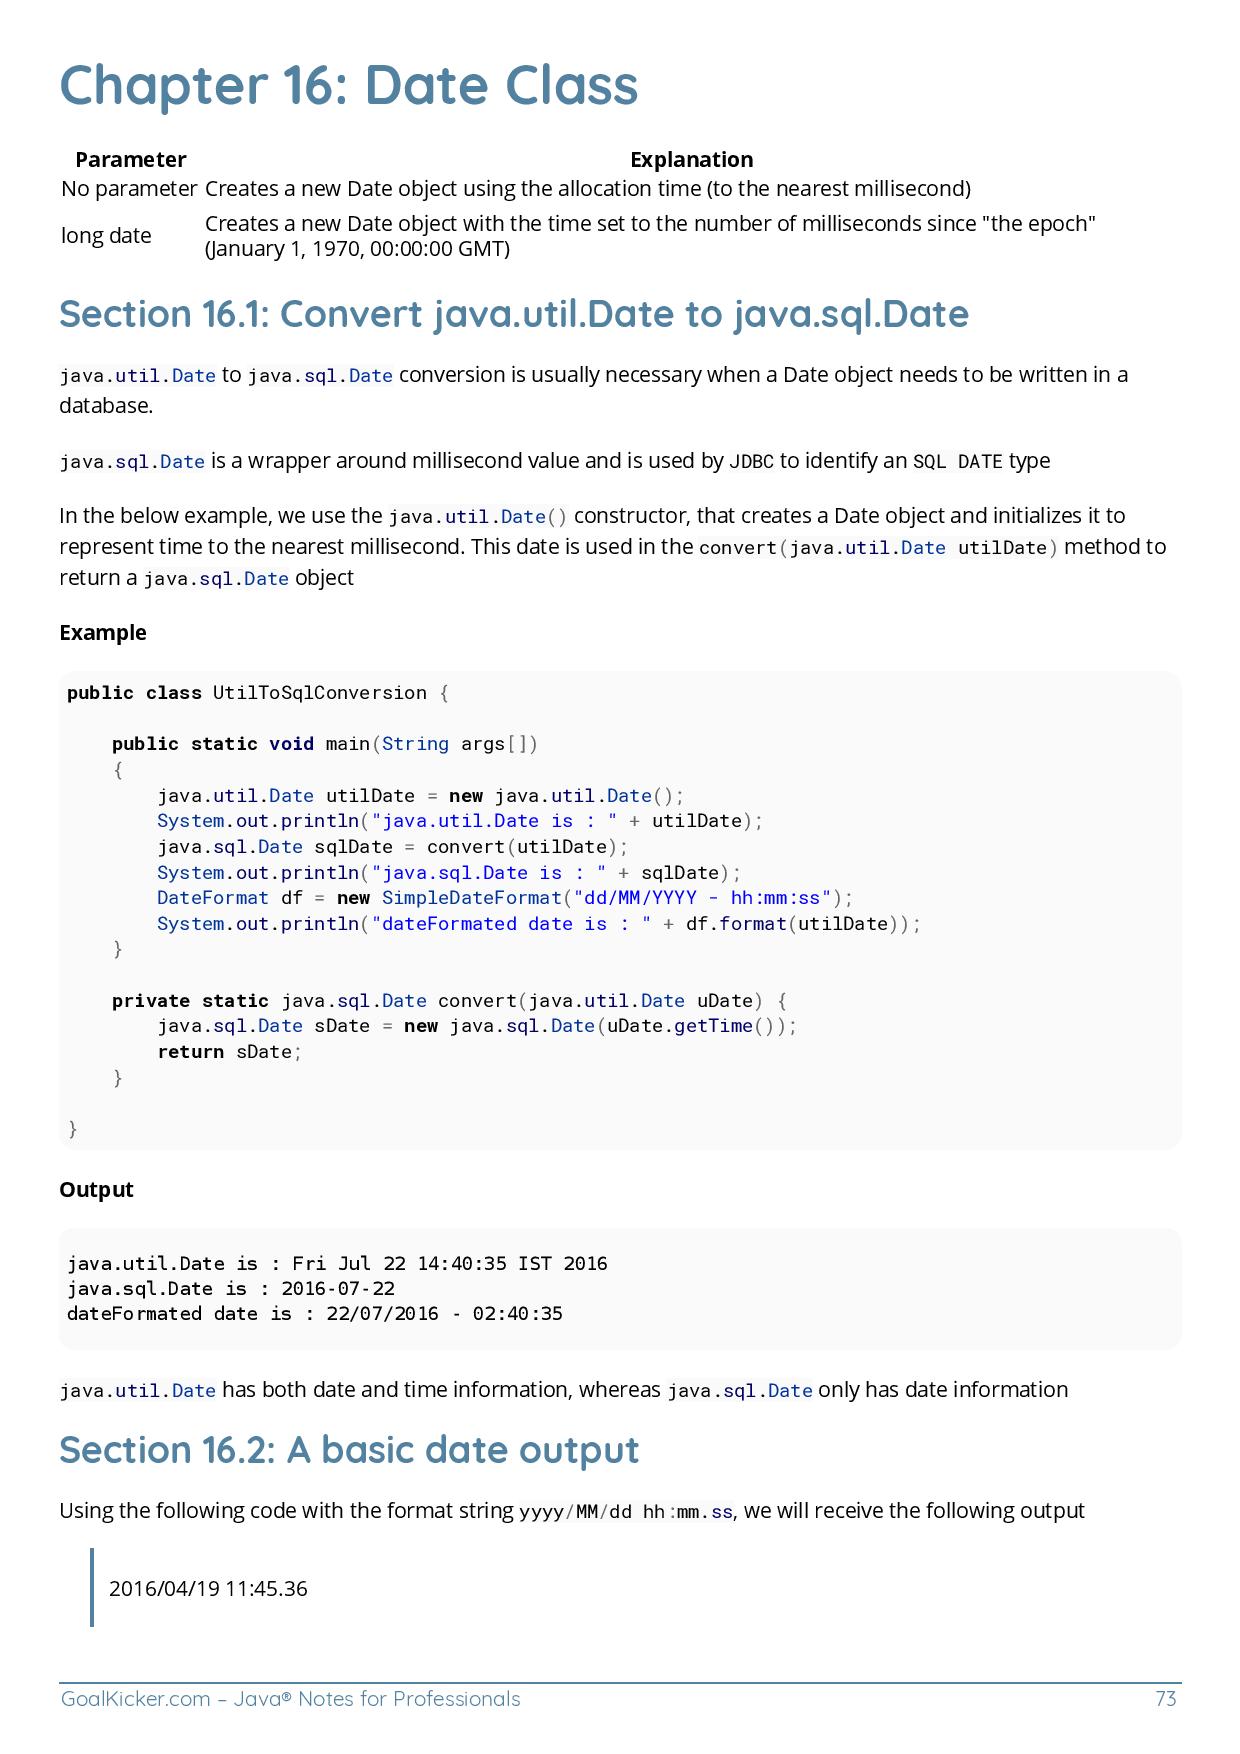 Chapter 16: Date Class
Parameter Explanation
No parameter Creates a new Date object using the allocation time (to the nearest millisecond)
long date Creates a new Date object with the time set to the number of milliseconds since "the epoch"
(January 1, 1970, 00:00:00 GMT)
Section 16.1: Convert java.util.Date to java.sql.Date
java.util.Date to java.sql.Date conversion is usually necessary when a Date object needs to be written in a
database.
java.sql.Date is a wrapper around millisecond value and is used by JDBC to identify an SQL DATE type
In the below example, we use the java.util.Date() constructor, that creates a Date object and initializes it to
represent time to the nearest millisecond. This date is used in the convert(java.util.Date utilDate) method to
return a java.sql.Date object
Example
public class UtilToSqlConversion {
    public static void main(String args[])
    {
        java.util.Date utilDate = new java.util.Date();
        System.out.println("java.util.Date is : " + utilDate);
        java.sql.Date sqlDate = convert(utilDate);
        System.out.println("java.sql.Date is : " + sqlDate);
        DateFormat df = new SimpleDateFormat("dd/MM/YYYY - hh:mm:ss");
        System.out.println("dateFormated date is : " + df.format(utilDate));
    }
    private static java.sql.Date convert(java.util.Date uDate) {
        java.sql.Date sDate = new java.sql.Date(uDate.getTime());
        return sDate;
    }
}
Output
java.util.Date is : Fri Jul 22 14:40:35 IST 2016
java.sql.Date is : 2016-07-22
dateFormated date is : 22/07/2016 - 02:40:35
java.util.Date has both date and time information, whereas java.sql.Date only has date information
Section 16.2: A basic date output
Using the following code with the format string yyyy/MM/dd hh:mm.ss, we will receive the following output
2016/04/19 11:45.36
GoalKicker.com – Java® Notes for Professionals 73